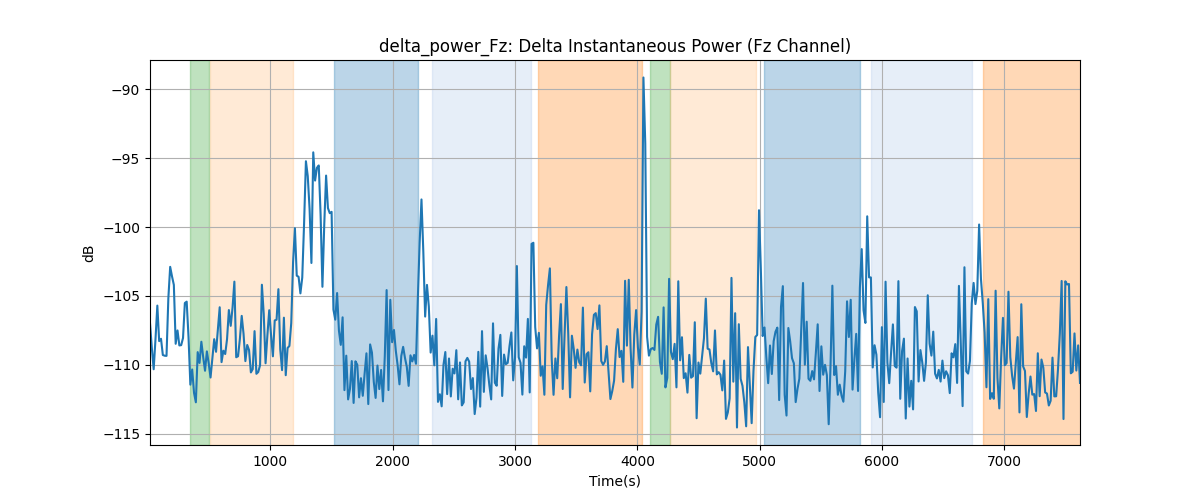 delta_power_Fz: Delta Instantaneous Power (Fz Channel)
−90
−95
−100
−105
−110
−115
dB
1000 2000 3000 4000 5000 6000 7000
Time(s)